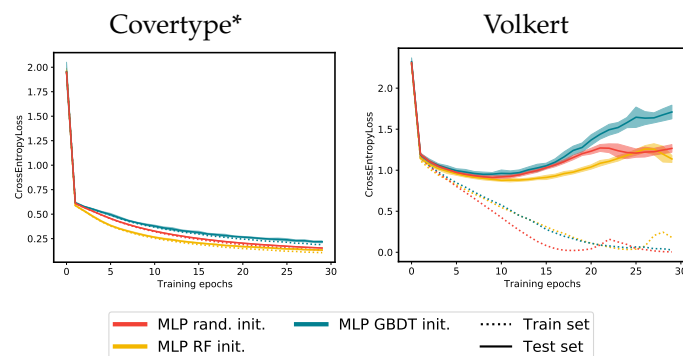 Covertype*
Volkert
2.00
1.75
1.50
1.25
1.00
0.75
0.50
0.25
CrossEntropyLoss
0 5 10 15 20 25 30
Training epochs
2.0
1.5
1.0
0.5
0.0
CrossEntropyLoss
0 5 10 15 20 25 30
Training epochs
MLP rand. init.
MLP RF init.
MLP GBDT init.
Train set
Test set